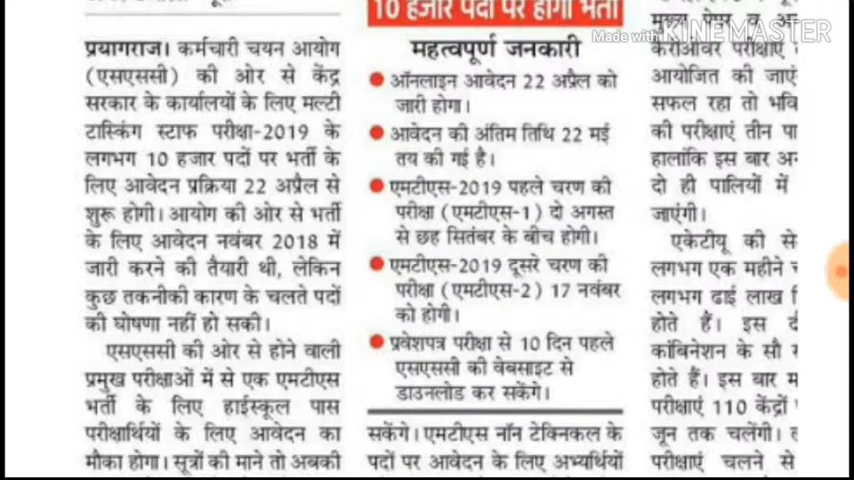 10 हजार पदों पर होगी भर्ती
Made with KINEMASTER
प्रयागराज। कर्मचारी चयन आयोग
(एसएससी) की ओर से केंद्र
सरकार के कार्यालयों के लिए मल्टी
टास्किंग स्टाफ परीक्षा-2019 के
लगभग 10 हजार पदों पर भर्ती के
लिए आवेदन प्रक्रिया 22 अप्रैल से
शुरू होगी। आयोग की ओर से भर्ती
के लिए आवेदन नवंबर 2018 में
जारी करने की तैयारी थी, लेकिन
कुछ तकनीकी कारण के चलते पदों
की घोषणा नहीं हो सकी।
एसएससी की ओर से होने वाली
प्रमुख परीक्षाओं में से एक एमटीएस
भर्ती के लिए हाईस्कूल पास
परीक्षार्थियों के लिए आवेदन का
मौका होगा। सूत्रों की माने तो अबकी
महत्वपूर्ण जनकारी
ऑनलाइन आवेदन 22 अप्रैल को
जारी होगा।
आवेदन की अंतिम तिथि 22 मई
तय की गई है।
एमटीएस-2019 पहले चरण की
परीक्षा (एमटीएस-1) दो अगस्त
से छह सितंबर के बीच होगी।
एमटीएस-2019 दूसरे चरण की
परीक्षा (एमटीएस-2) 17 नवंबर
को होगी।
प्रवेशपत्र परीक्षा से 10 दिन पहले
एसएससी की वेबसाइट से
डाउनलोड कर सकेंगे।
सकेंगे। एमटीएस नॉन टेक्निकल के
पदों पर आवेदन के लिए अभ्यर्थियों
मुख्य पेपर व
कैरीओवर परीक्षाएं
आयोजित की जाएं
सफल रहा तो
की परीक्षाएं तीन
हालांकि इस बार
दो ही पालियों में
जाएंगी।
एकेटीयू की
लगभग एक महीने
लगभग ढाई लाख
होते हैं। इस
कांबिनेशन के सौ
होते हैं। इस बार
परीक्षाएं 110 केंद्रों
जून तक चलेंगी।
परीक्षाएं चलने से